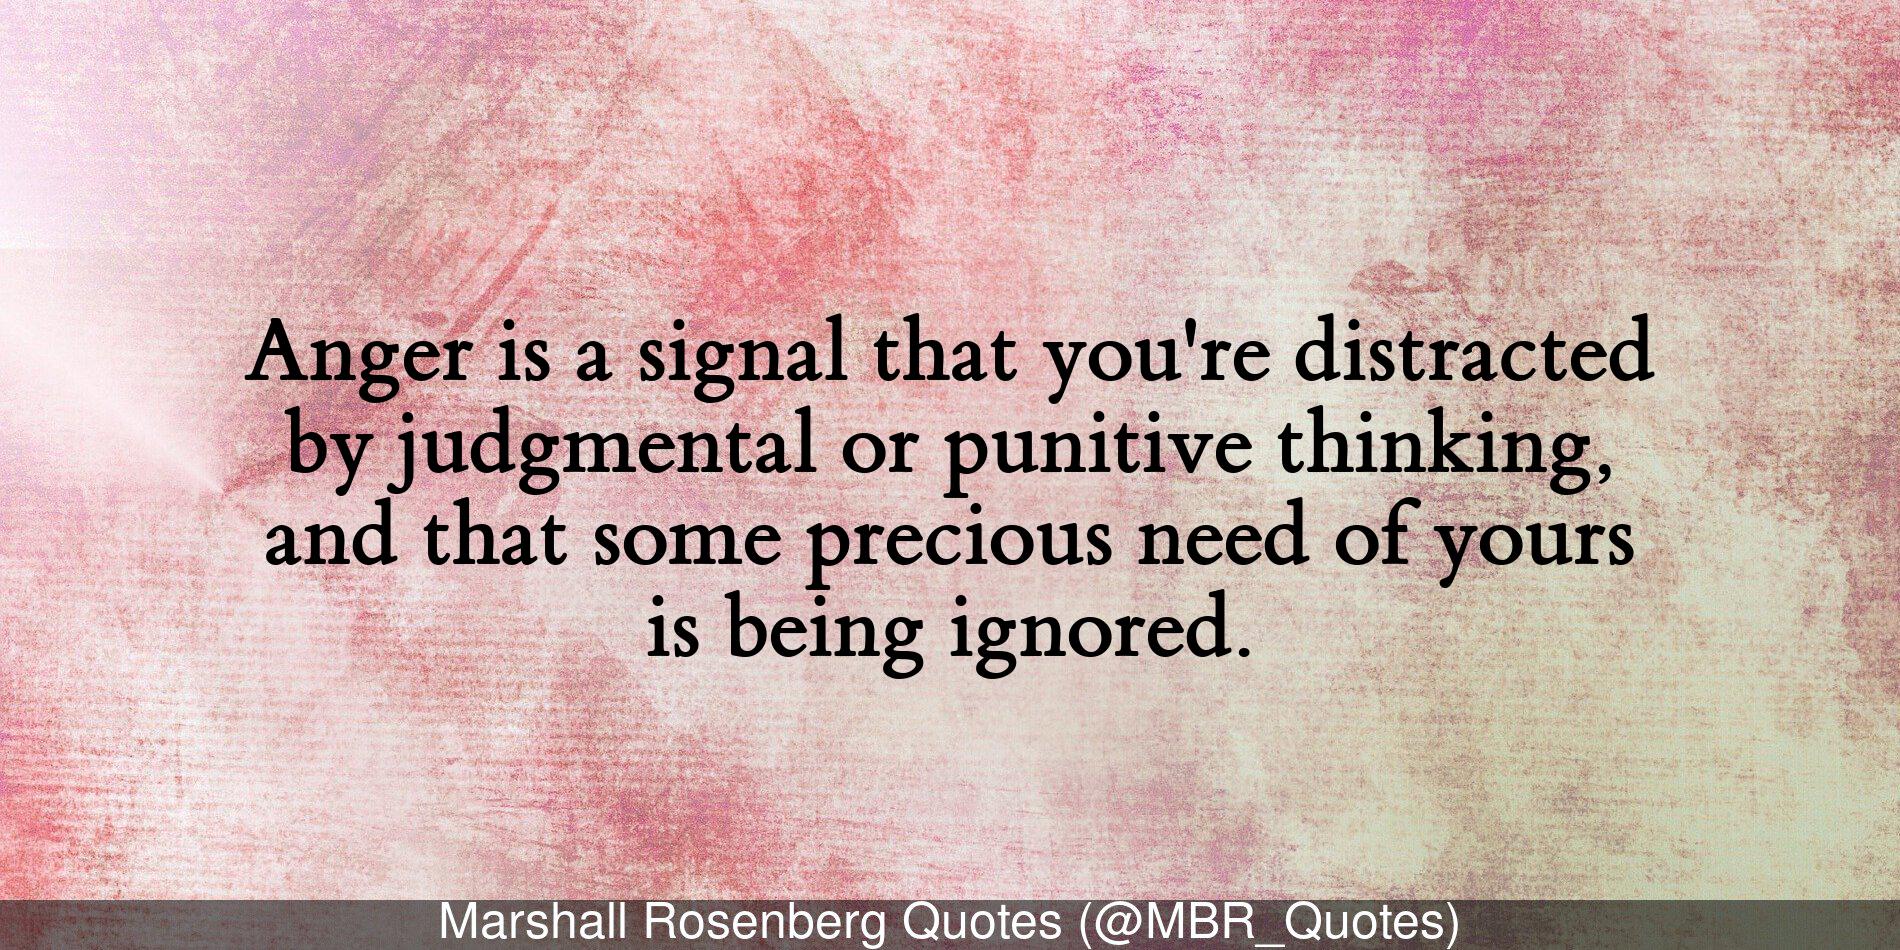 Anger is a signal that you're distracted
by judgmental or punitive thinking,
and that some precious need of yours
is being ignored.
Marshall Rosenberg Quotes (@MBR_Quotes)